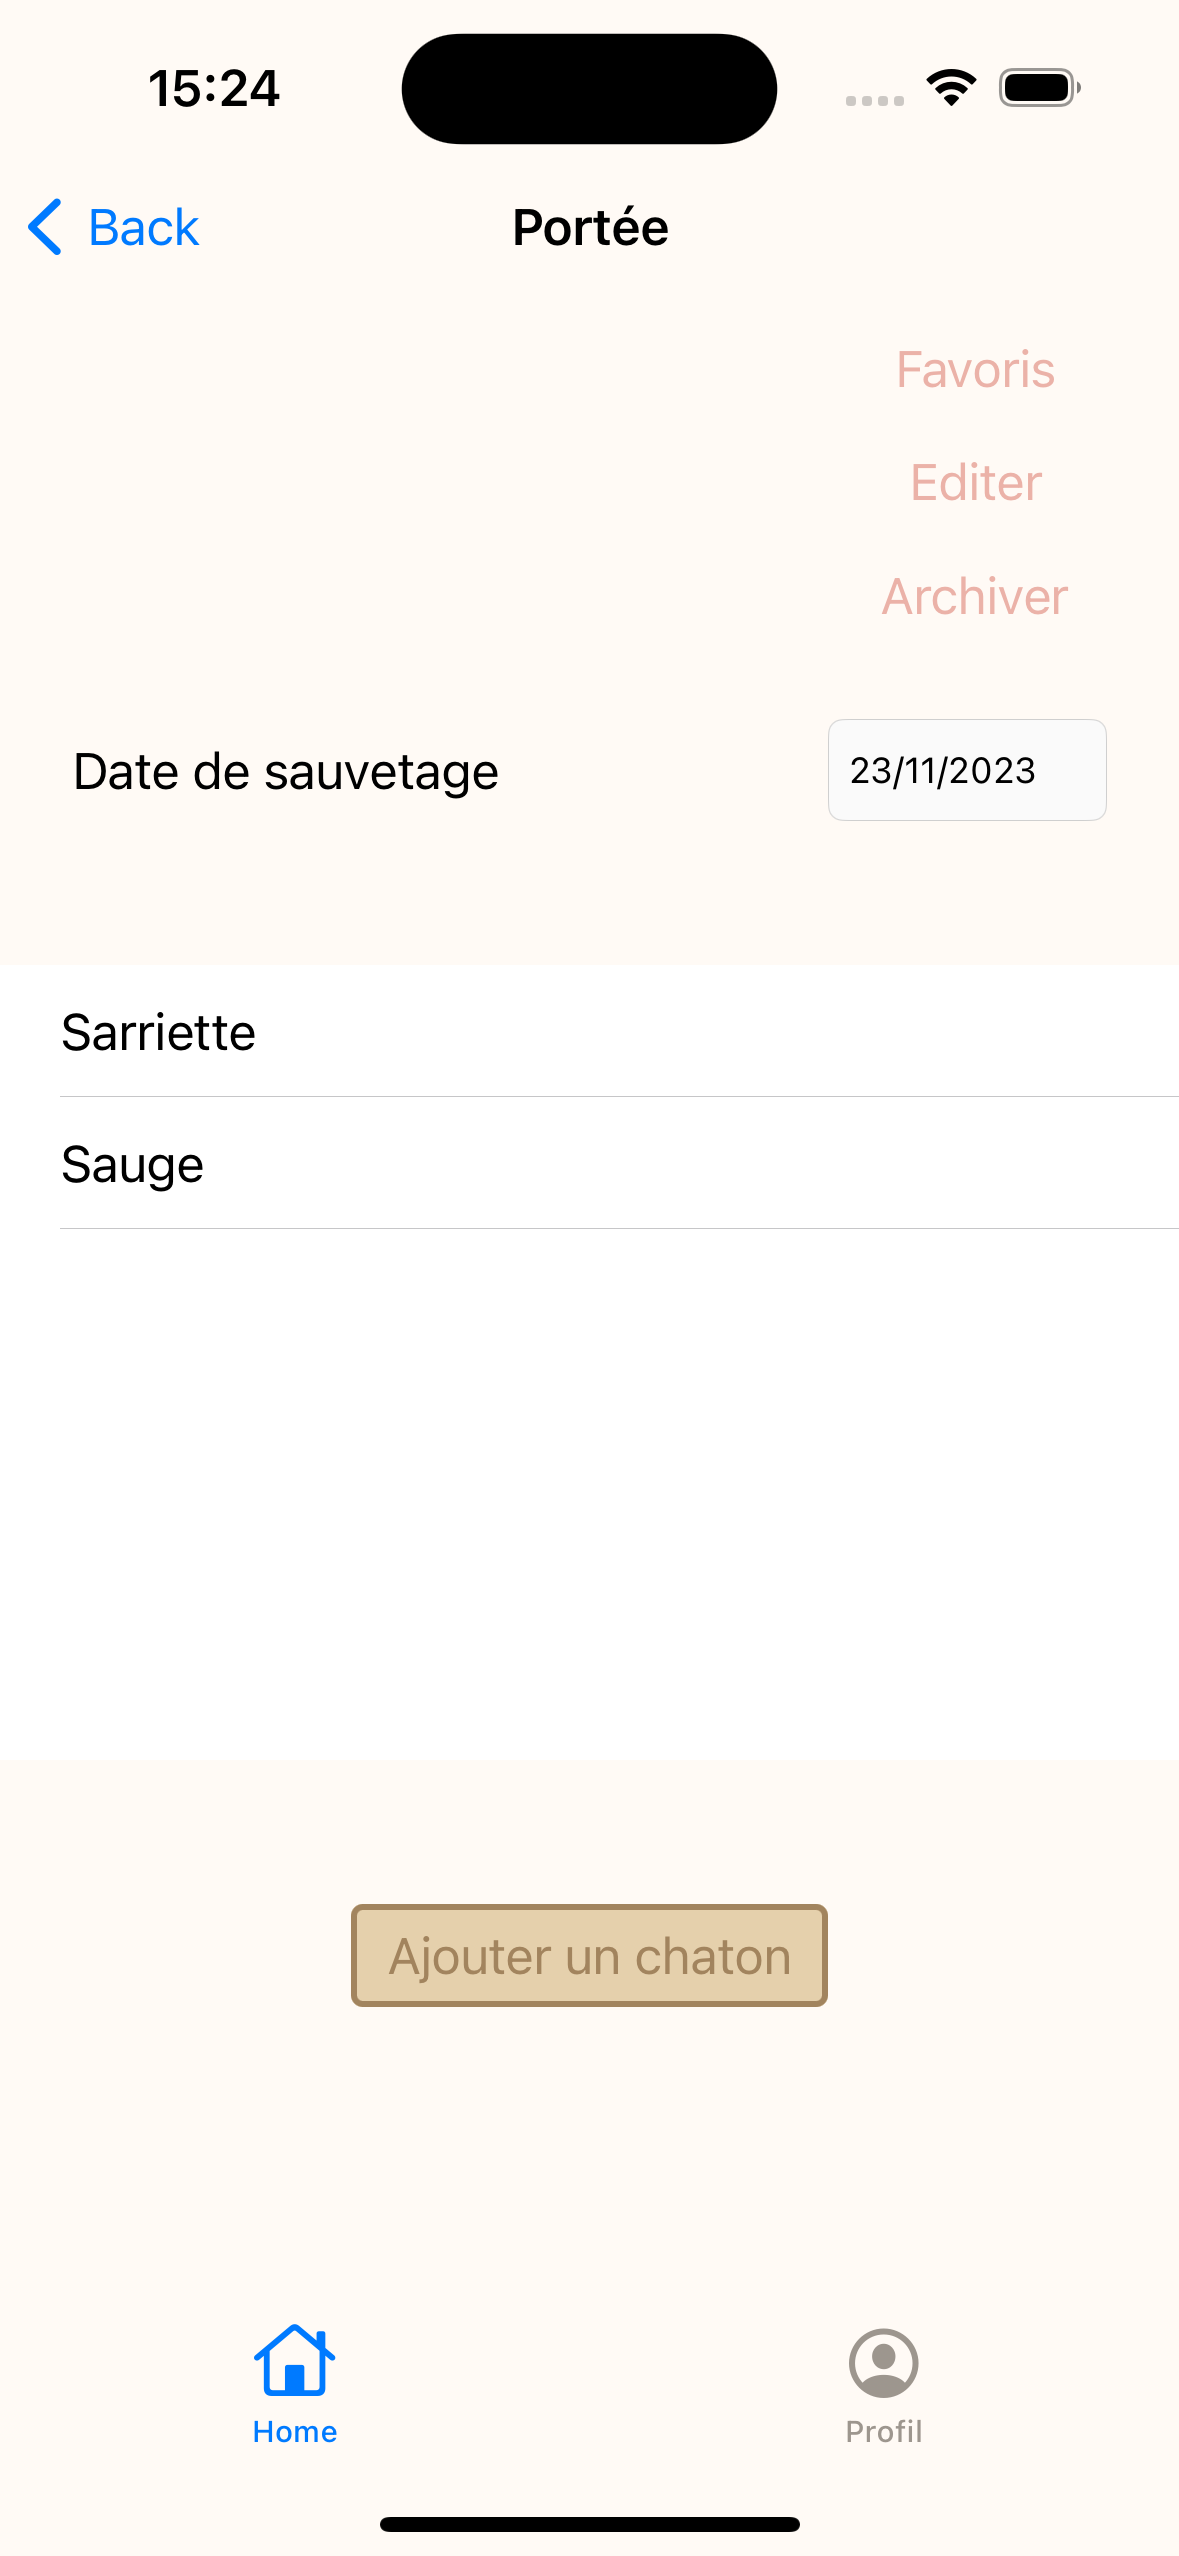 15:24
Back
Portée
Favoris
Editer
Archiver
Date de sauvetage
23/11/2023
Sarriette
Sauge
Ajouter un chaton
Home
Profil